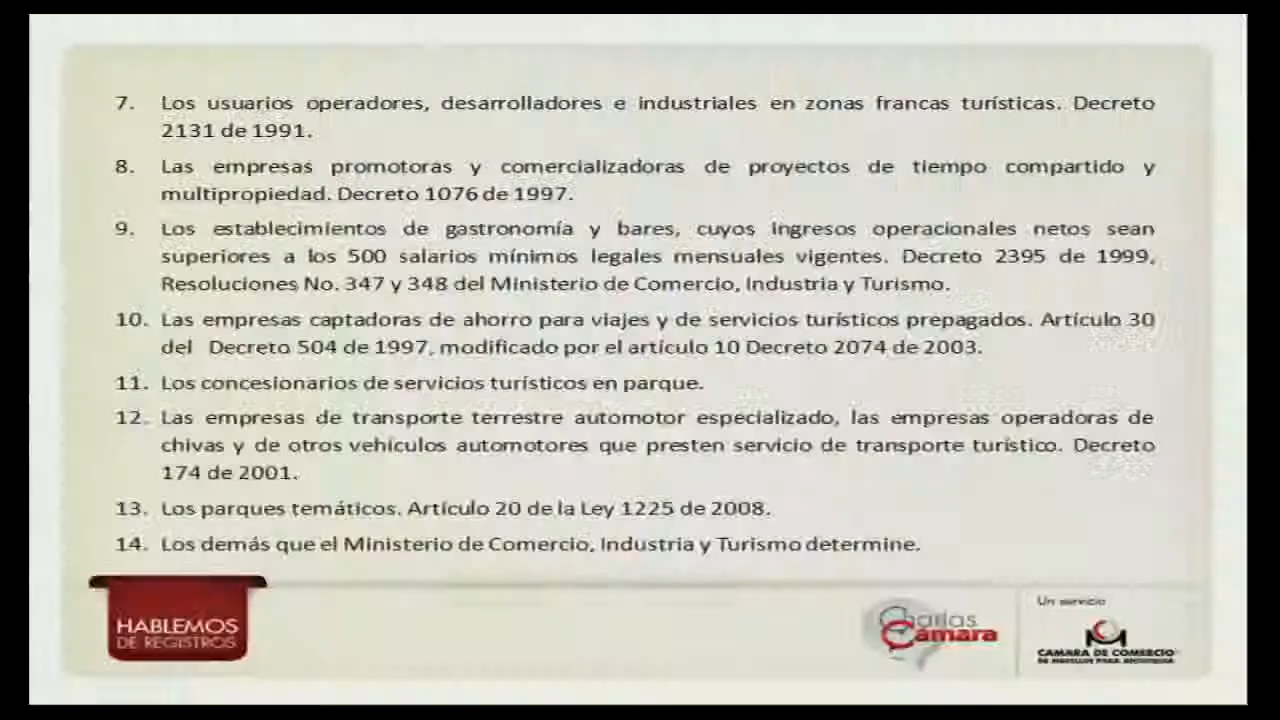 7. Los usuarios operadores, desarrolladores e industriales en zonas francas turísticas. Decreto
2131 de 1991.
8. Las empresas promotoras y comercializadoras de proyectos de tiempo compartido y
multipropiedad. Decreto 1076 de 1997.
9. Los establecimientos de gastronomía y bares, cuyos ingresos operacionales netos sean
superiores a los 500 salarios mínimos legales mensuales vigentes. Decreto 2395 de 1999,
Resoluciones No. 347 y 348 del Ministerio de Comercio, Industria y Turismo.
10. Las empresas captadoras de ahorro para viajes y de servicios turísticos prepagados. Artículo 30
del Decreto 504 de 1997, modificado por el artículo 10 Decreto 2074 de 2003.
11. Los concesionarios de servicios turísticos en parque.
12. Las empresas de transporte terrestre automotor especializado, las empresas operadoras de
chivas y de otros vehículos automotores que presten servicio de transporte turístico. Decreto
174 de 2001.
13. Los parques temáticos. Artículo 20 de la Ley 1225 de 2008.
14. Los demás que el Ministerio de Comercio, Industria y Turismo determine.
HABLEMOS
DE REGISTROS
Charlas
Cámara
Un servicio
CAMARA DE COMERCIO
DE MEDELLIN PARA ANTIOQUIA